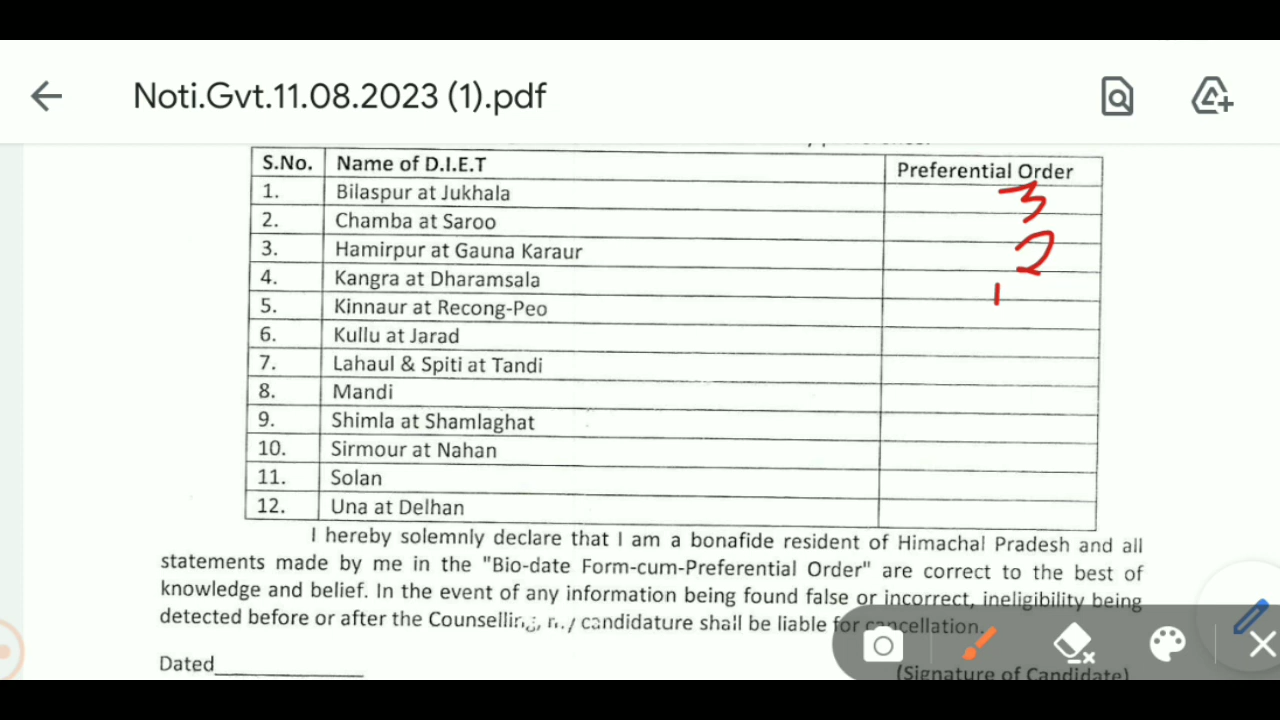 Noti.Gvt.11.08.2023 (1).pdf
S.No. Name of D.I.E.T Preferential Order
1. Bilaspur at Jukhala 3
2. Chamba at Saroo
3. Hamirpur at Gauna Karaur 2
4. Kangra at Dharamsala 1
5. Kinnaur at Recong-Peo
6. Kullu at Jarad
7. Lahaul & Spiti at Tandi
8. Mandi
9. Shimla at Shamlaghat
10. Sirmour at Nahan
11. Solan
12. Una at Delhan
I hereby solemnly declare that I am a bonafide resident of Himachal Pradesh and all
statements made by me in the "Bio-date Form-cum-Preferential Order" are correct to the best of
knowledge and belief. In the event of any information being found false or incorrect, ineligibility being
detected before or after the Counselling, my candidature shall be liable for cancellation.
Dated____________ (Signature of Candidate)